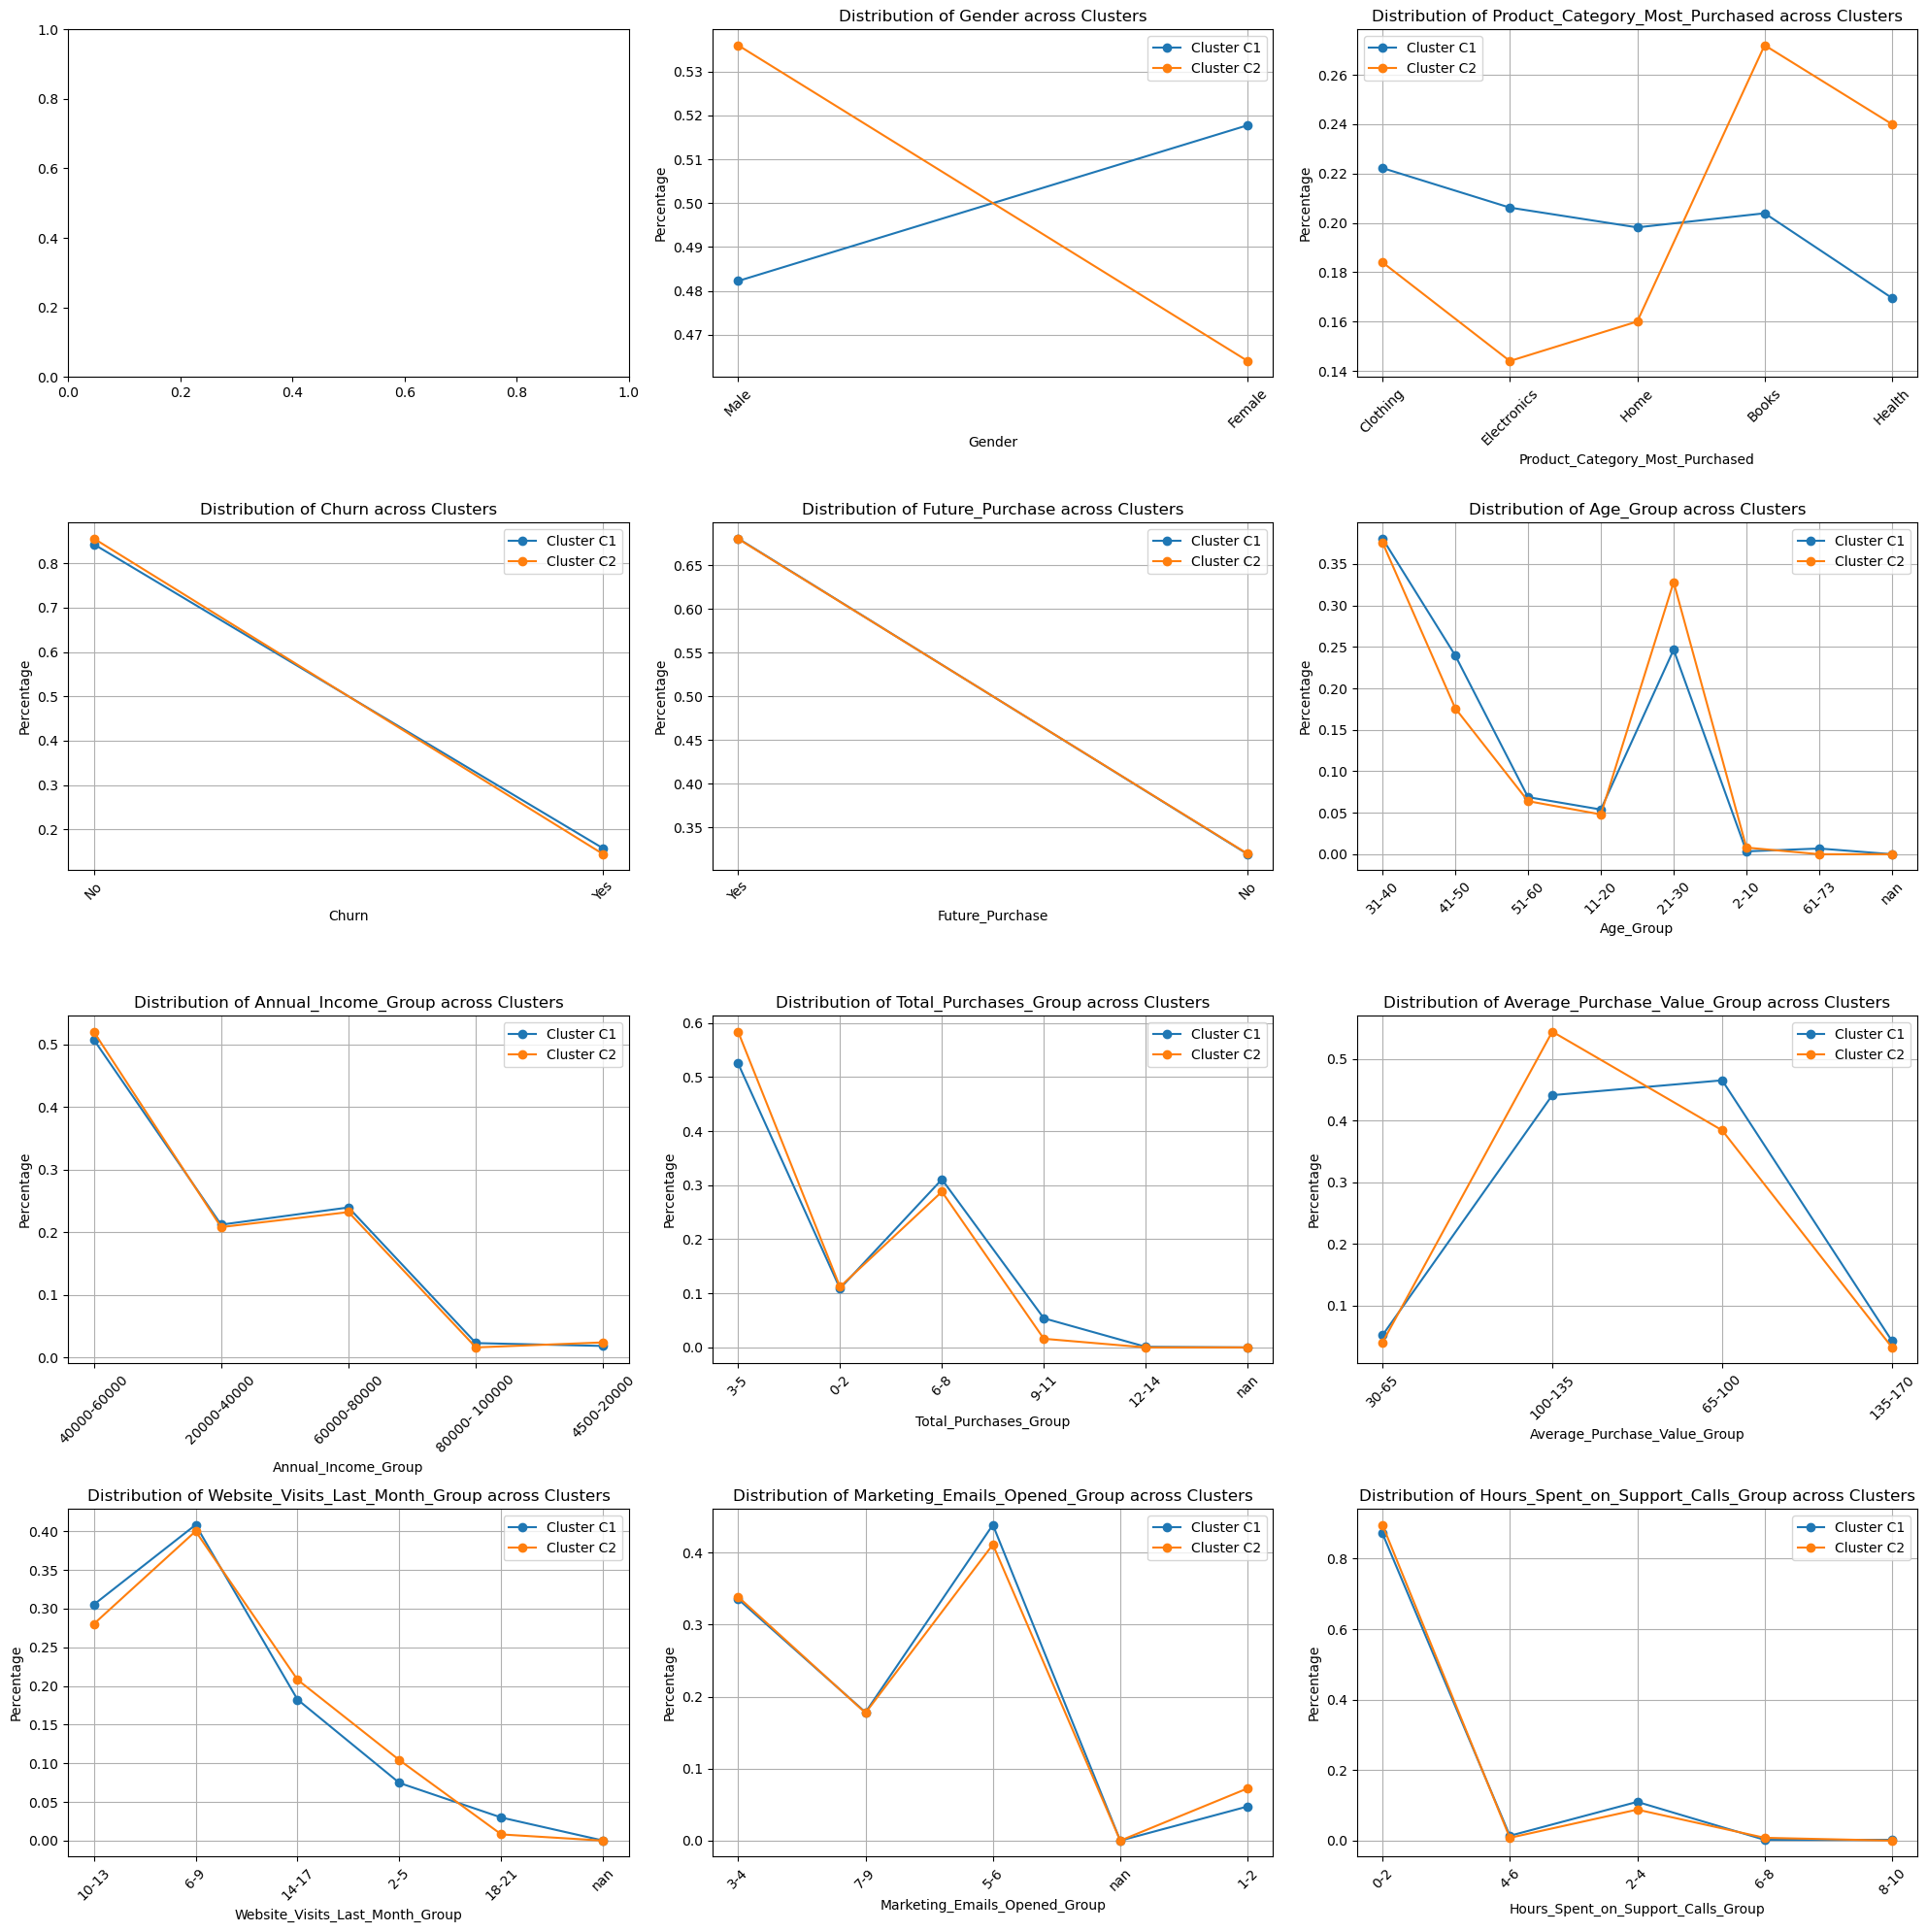 1.0
0.8
0.6
0.4
0.2
0.0
0.0 0.2 0.4 0.6 0.8 1.0
Distribution of Gender across Clusters
Cluster C1
Cluster C2
Percentage
0.53
0.52
0.51
0.50
0.49
0.48
0.47
Male Female
Gender
Distribution of Product_Category_Most_Purchased across Clusters
Cluster C1
Cluster C2
Percentage
0.26
0.24
0.22
0.20
0.18
0.16
0.14
Clothing Electronics Home Books Health
Product_Category_Most_Purchased
Distribution of Churn across Clusters
Cluster C1
Cluster C2
Percentage
0.8
0.7
0.6
0.5
0.4
0.3
0.2
No Yes
Churn
Distribution of Future_Purchase across Clusters
Cluster C1
Cluster C2
Percentage
0.65
0.60
0.55
0.50
0.45
0.40
0.35
Yes No
Future_Purchase
Distribution of Age_Group across Clusters
Cluster C1
Cluster C2
Percentage
0.35
0.30
0.25
0.20
0.15
0.10
0.05
0.00
31-40 41-50 51-60 11-20 21-30 2-10 61-73 nan
Age_Group
Distribution of Annual_Income_Group across Clusters
Cluster C1
Cluster C2
Percentage
0.5
0.4
0.3
0.2
0.1
0.0
40000-60000 20000-40000 60000-80000 80000- 100000 4500-20000
Annual_Income_Group
Distribution of Total_Purchases_Group across Clusters
Cluster C1
Cluster C2
Percentage
0.6
0.5
0.4
0.3
0.2
0.1
0.0
3-5 0-2 6-8 9-11 12-14 nan
Total_Purchases_Group
Distribution of Average_Purchase_Value_Group across Clusters
Cluster C1
Cluster C2
Percentage
0.5
0.4
0.3
0.2
0.1
30-65 100-135 65-100 135-170
Average_Purchase_Value_Group
Distribution of Website_Visits_Last_Month_Group across Clusters
Cluster C1
Cluster C2
Percentage
0.40
0.35
0.30
0.25
0.20
0.15
0.10
0.05
0.00
10-13 6-9 14-17 2-5 18-21 nan
Website_Visits_Last_Month_Group
Distribution of Marketing_Emails_Opened_Group across Clusters
Cluster C1
Cluster C2
Percentage
0.4
0.3
0.2
0.1
0.0
3-4 7-9 5-6 nan 1-2
Marketing_Emails_Opened_Group
Distribution of Hours_Spent_on_Support_Calls_Group across Clusters
Cluster C1
Cluster C2
Percentage
0.8
0.6
0.4
0.2
0.0
0-2 4-6 2-4 6-8 8-10
Hours_Spent_on_Support_Calls_Group